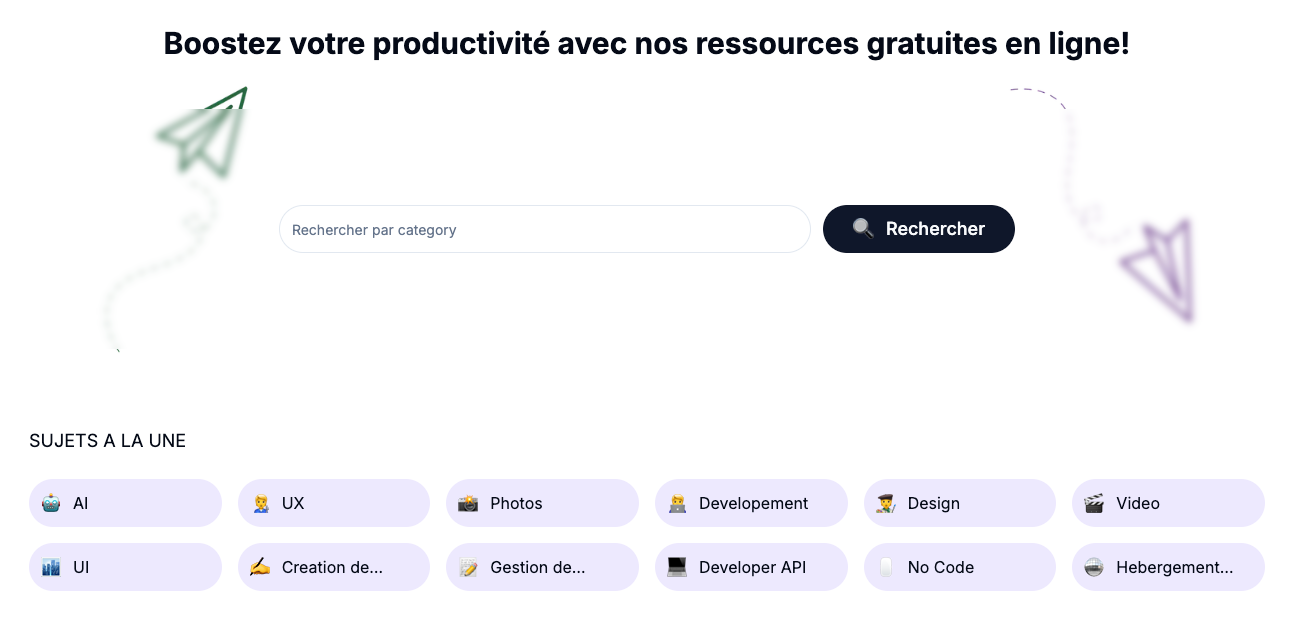 Boostez votre productivité avec nos ressources gratuites en ligne!
Rechercher par category
Rechercher
SUJETS A LA UNE
AI
UX
Photos
Developement
Design
Video
UI
Creation de...
Gestion de...
Developer API
No Code
Hebergement...